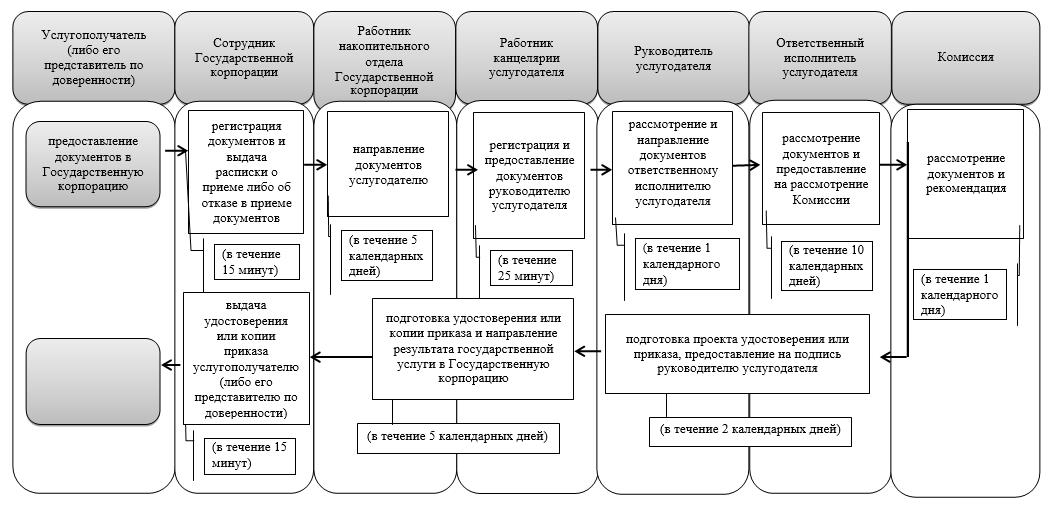 Услугополучатель
(либо его
представитель по
доверенности)
Сотрудник
Государственной
корпорации
Работник
накопительного
отдела
Государственной
корпорации
Работник
канцелярии
услугодателя
Руководитель
услугодателя
Ответственный
исполнитель
услугодателя
Комиссия
предоставление
документов в
Государственную
корпорацию
регистрация
документов и
выдача
расписки о
приеме либо об
отказе в приеме
документов
направление
документов
услугодателю
регистрация и
предоставление
документов
руководителю
услугодателя
рассмотрение и
направление
документов
ответственному
исполнителю
услугодателя
рассмотрение
документов и
предоставление
на рассмотрение
Комиссии
рассмотрение
документов и
рекомендация
(в течение
15 минут)
(в течение 5
календарных
дней)
(в течение
25 минут)
(в течение 1
календарного
дня)
(в течение 10
календарных
дней)
(в течение 1
календарного
дня)
выдача
удостоверения
или копии
приказа
услугополучателю
(либо его
представителю по
доверенности)
подготовка удостоверения или
копии приказа и направление
результата государственной
услуги в Государственную
корпорацию
подготовка проекта удостоверения или
приказа, предоставление на подпись
руководителю услугодателя
(в течение 15
минут)
(в течение 5 календарных дней)
(в течение 2 календарных дней)